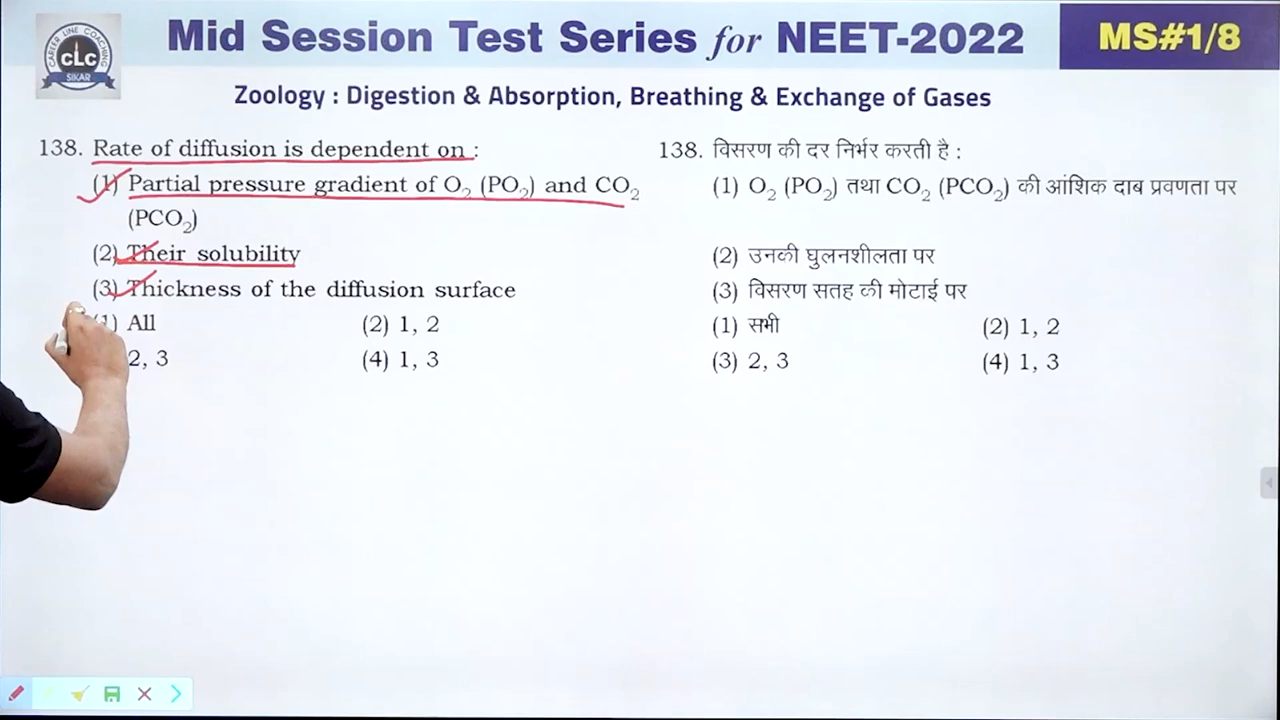 CAREER LINE COACHING
CLC
SIKAR
Mid Session Test Series for NEET-2022
MS#1/8
Zoology : Digestion & Absorption, Breathing & Exchange of Gases
138. Rate of diffusion is dependent on :
(1) Partial pressure gradient of O₂ (PO₂) and CO₂
(PCO₂)
(2) Their solubility
(3) Thickness of the diffusion surface
(1) All (2) 1, 2
2, 3 (4) 1, 3
138. विसरण की दर निर्भर करती है :
(1) O₂ (PO₂) तथा CO₂ (PCO₂) की आंशिक दाब प्रवणता पर
(2) उनकी घुलनशीलता पर
(3) विसरण सतह की मोटाई पर
(1) सभी (2) 1, 2
(3) 2, 3 (4) 1, 3